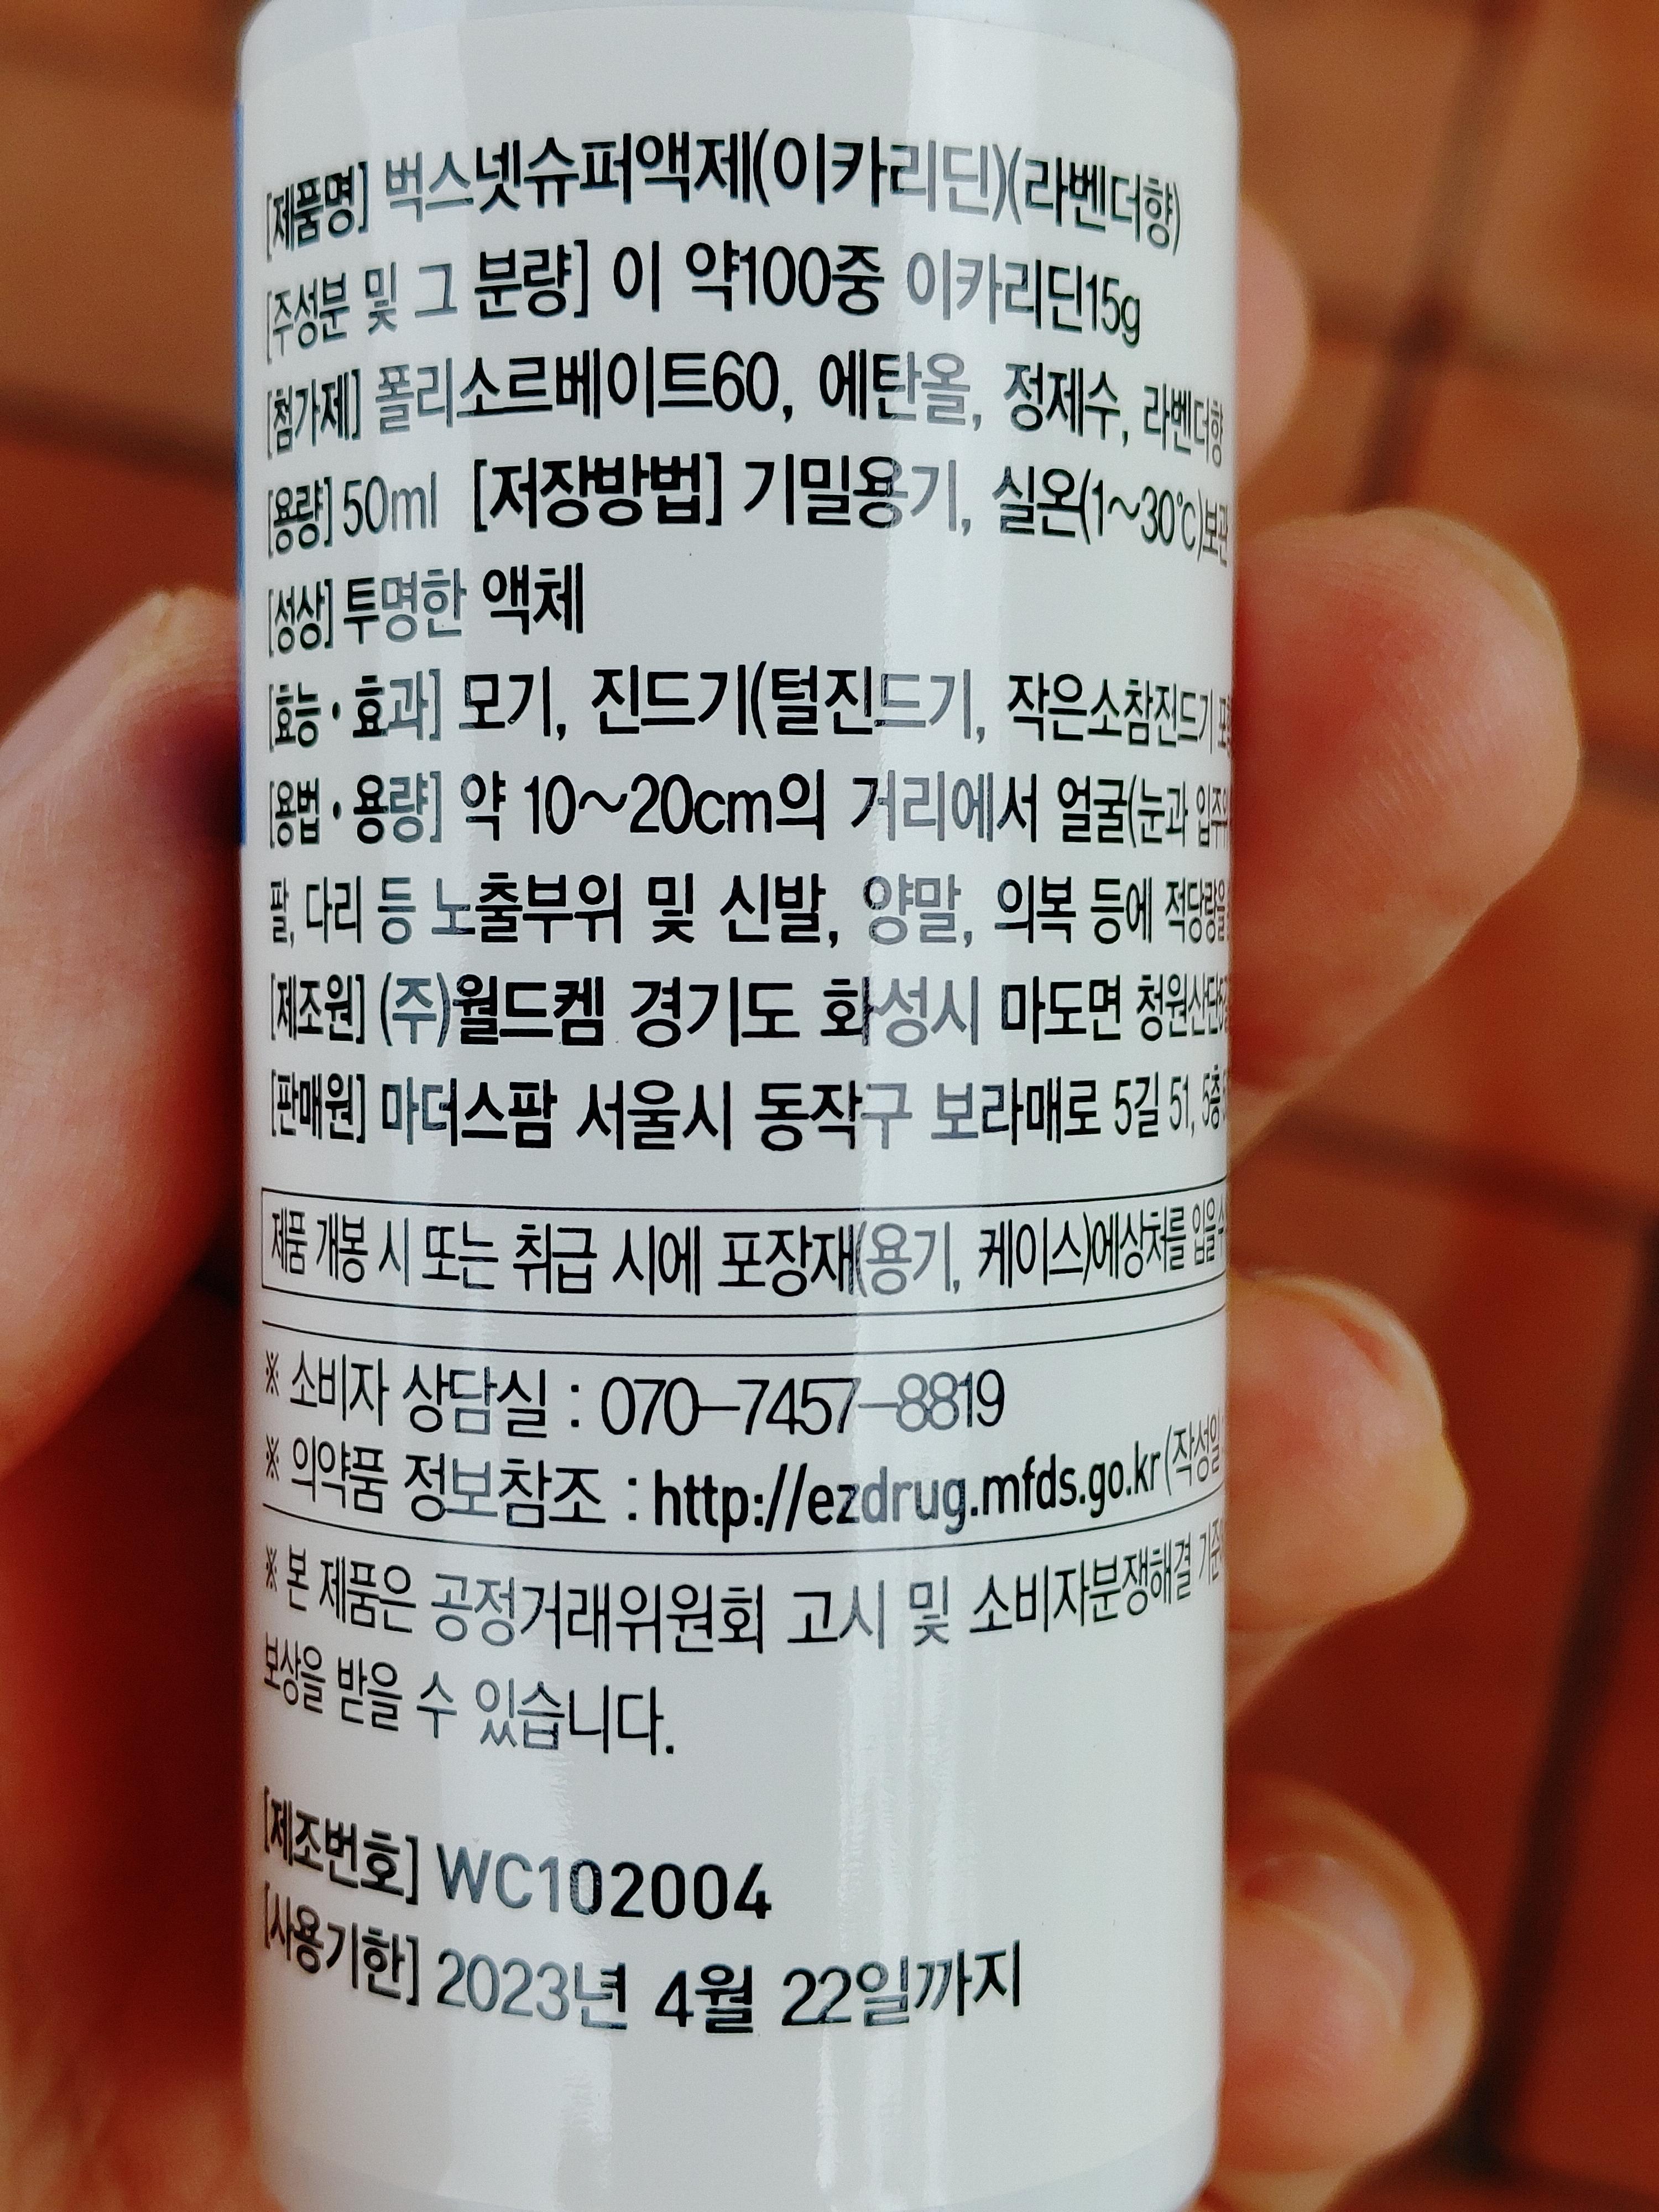 [제품명] 벅스넷슈퍼액제(이카리딘)(라벤더향)
[주성분 및 그 분량] 이 약100중 이카리딘15g
[첨가제] 폴리소르베이트60, 에탄올, 정제수, 라벤더향
[용량] 50ml [저장방법] 기밀용기, 실온(1~30℃)보관
[성상] 투명한 액체
[효능·효과] 모기, 진드기(털진드기, 작은소참진드기
[용법·용량] 약 10~20cm의 거리에서 얼굴(눈과 입주위
팔, 다리 등 노출부위 및 신발, 양말, 의복 등에 적당량을
[제조원] (주)월드켐 경기도 화성시 마도면
[판매원] 마더스팜 서울시 동작구 보라매로 5길 51, 5층
제품 개봉 시 또는 취급 시에 포장재(용기, 케이스)에상처를 입을수
※ 소비자 상담실 : 070-7457-8819
※ 의약품 정보참조 : http://ezdrug.mfds.go.kr(작성일
※ 본 제품은 공정거래위원회 고시 및 소비자분쟁해결
보상을 받을 수 있습니다.
[제조번호] WC102004
[사용기한] 2023년 4월 22일까지